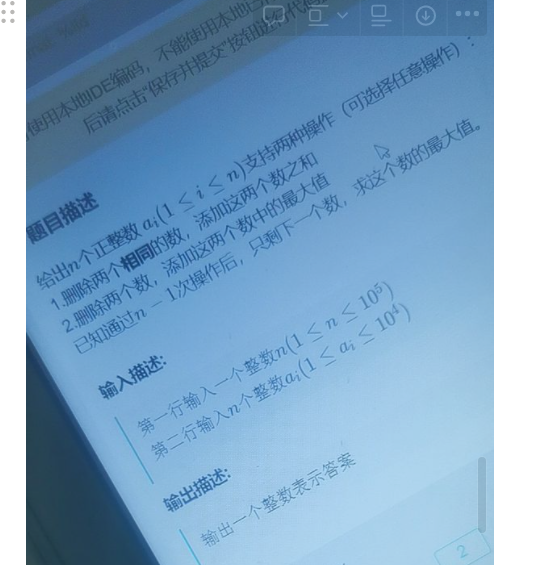 使用本地IDE编码，不能使用本地已
后请点击“保存并提交”按钮进行代码
题目描述
给出n个正整数 a_i(1 ≤ i ≤ n)支持两种操作（可选择任意操作）：
1.删除两个相同的数，添加这两个数之和
2.删除两个数，添加这两个数中的最大值
已知通过n − 1次操作后，只剩下一个数，求这个数的最大值。
输入描述:
第一行输入一个整数n(1 ≤ n ≤ 10^5)
第二行输入n个整数a_i(1 ≤ a_i ≤ 10^4)
输出描述:
输出一个整数表示答案
2